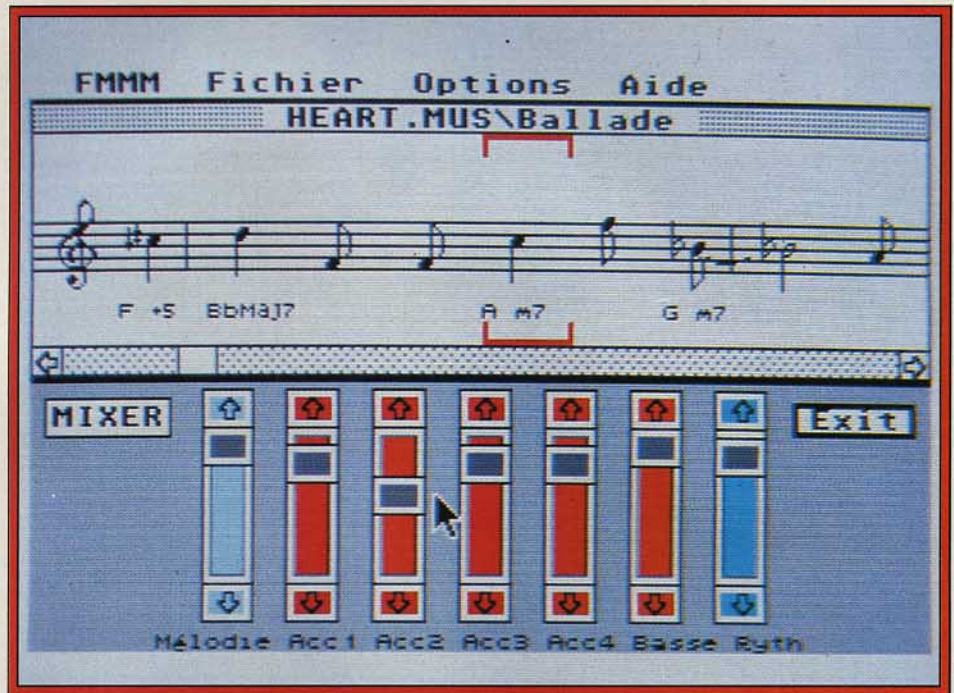 FMMM Fichier Options Aide
HEART.MUS\Ballade
F +5 BbMaj7 A m7 G m7
MIXER Exit
Mélodie Acc1 Acc2 Acc3 Acc4 Basse Ryth